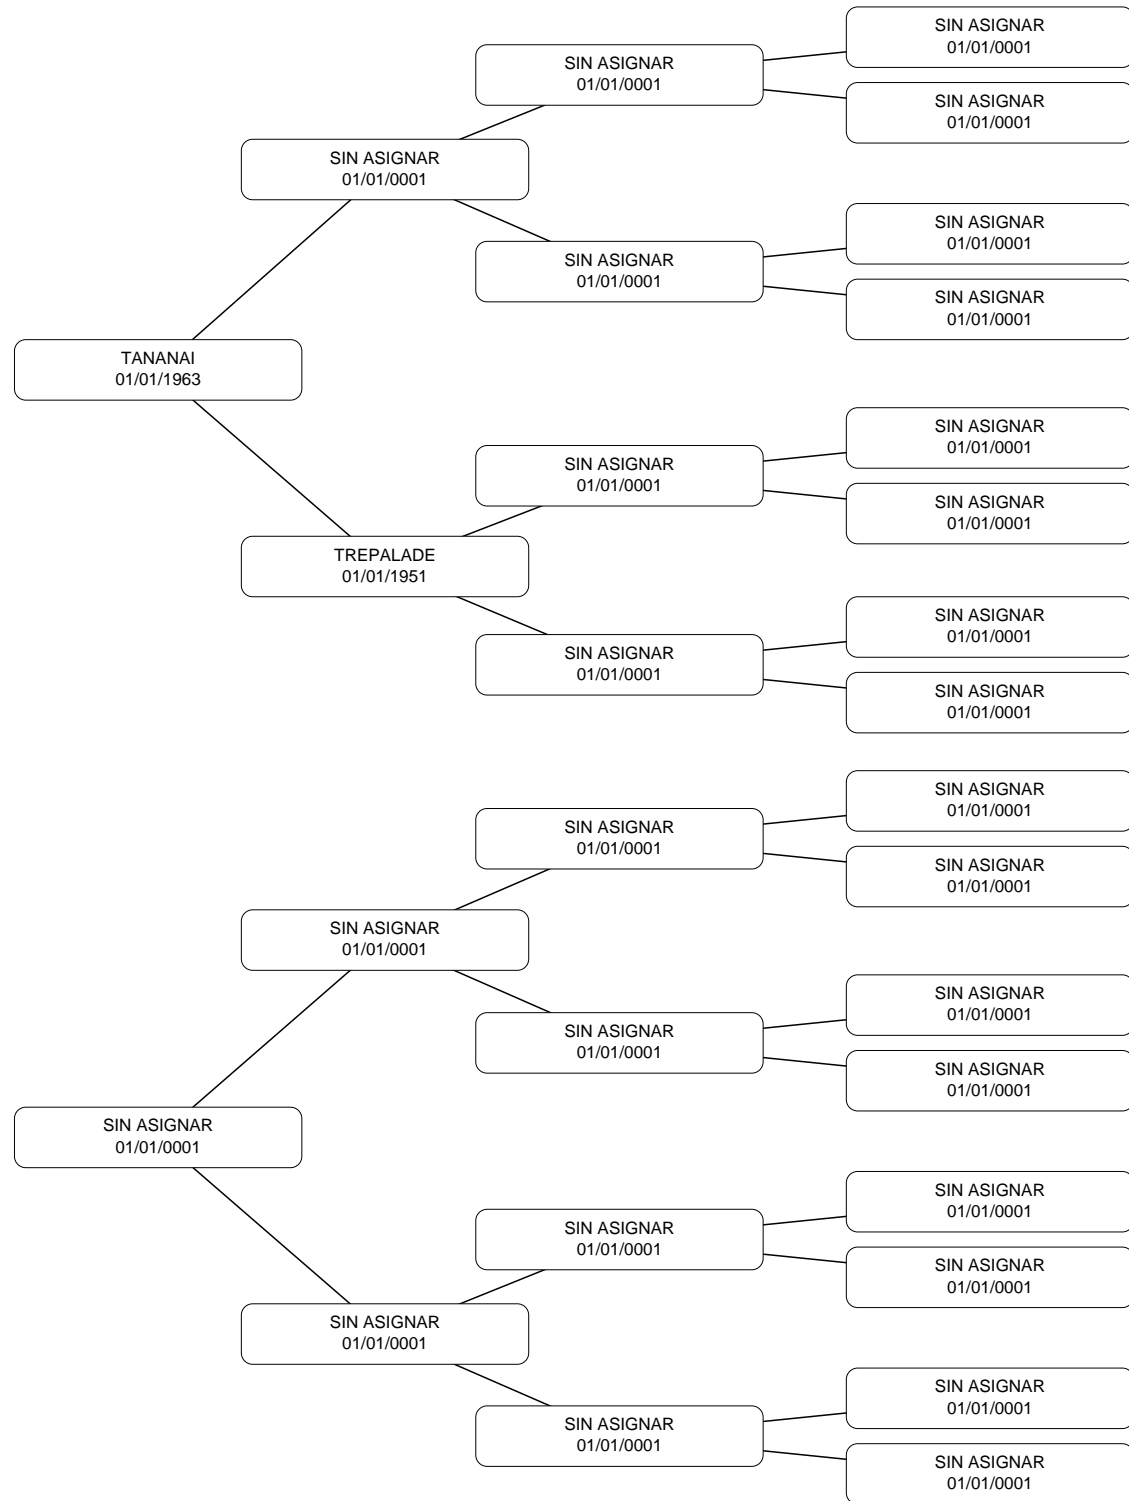 SIN ASIGNAR
01/01/0001
SIN ASIGNAR
01/01/0001
SIN ASIGNAR
01/01/0001
SIN ASIGNAR
01/01/0001
SIN ASIGNAR
01/01/0001
SIN ASIGNAR
01/01/0001
SIN ASIGNAR
01/01/0001
TANANAI
01/01/1963
SIN ASIGNAR
01/01/0001
SIN ASIGNAR
01/01/0001
SIN ASIGNAR
01/01/0001
TREPALADE
01/01/1951
SIN ASIGNAR
01/01/0001
SIN ASIGNAR
01/01/0001
SIN ASIGNAR
01/01/0001
SIN ASIGNAR
01/01/0001
SIN ASIGNAR
01/01/0001
SIN ASIGNAR
01/01/0001
SIN ASIGNAR
01/01/0001
SIN ASIGNAR
01/01/0001
SIN ASIGNAR
01/01/0001
SIN ASIGNAR
01/01/0001
SIN ASIGNAR
01/01/0001
SIN ASIGNAR
01/01/0001
SIN ASIGNAR
01/01/0001
SIN ASIGNAR
01/01/0001
SIN ASIGNAR
01/01/0001
SIN ASIGNAR
01/01/0001
SIN ASIGNAR
01/01/0001
SIN ASIGNAR
01/01/0001
SIN ASIGNAR
01/01/0001